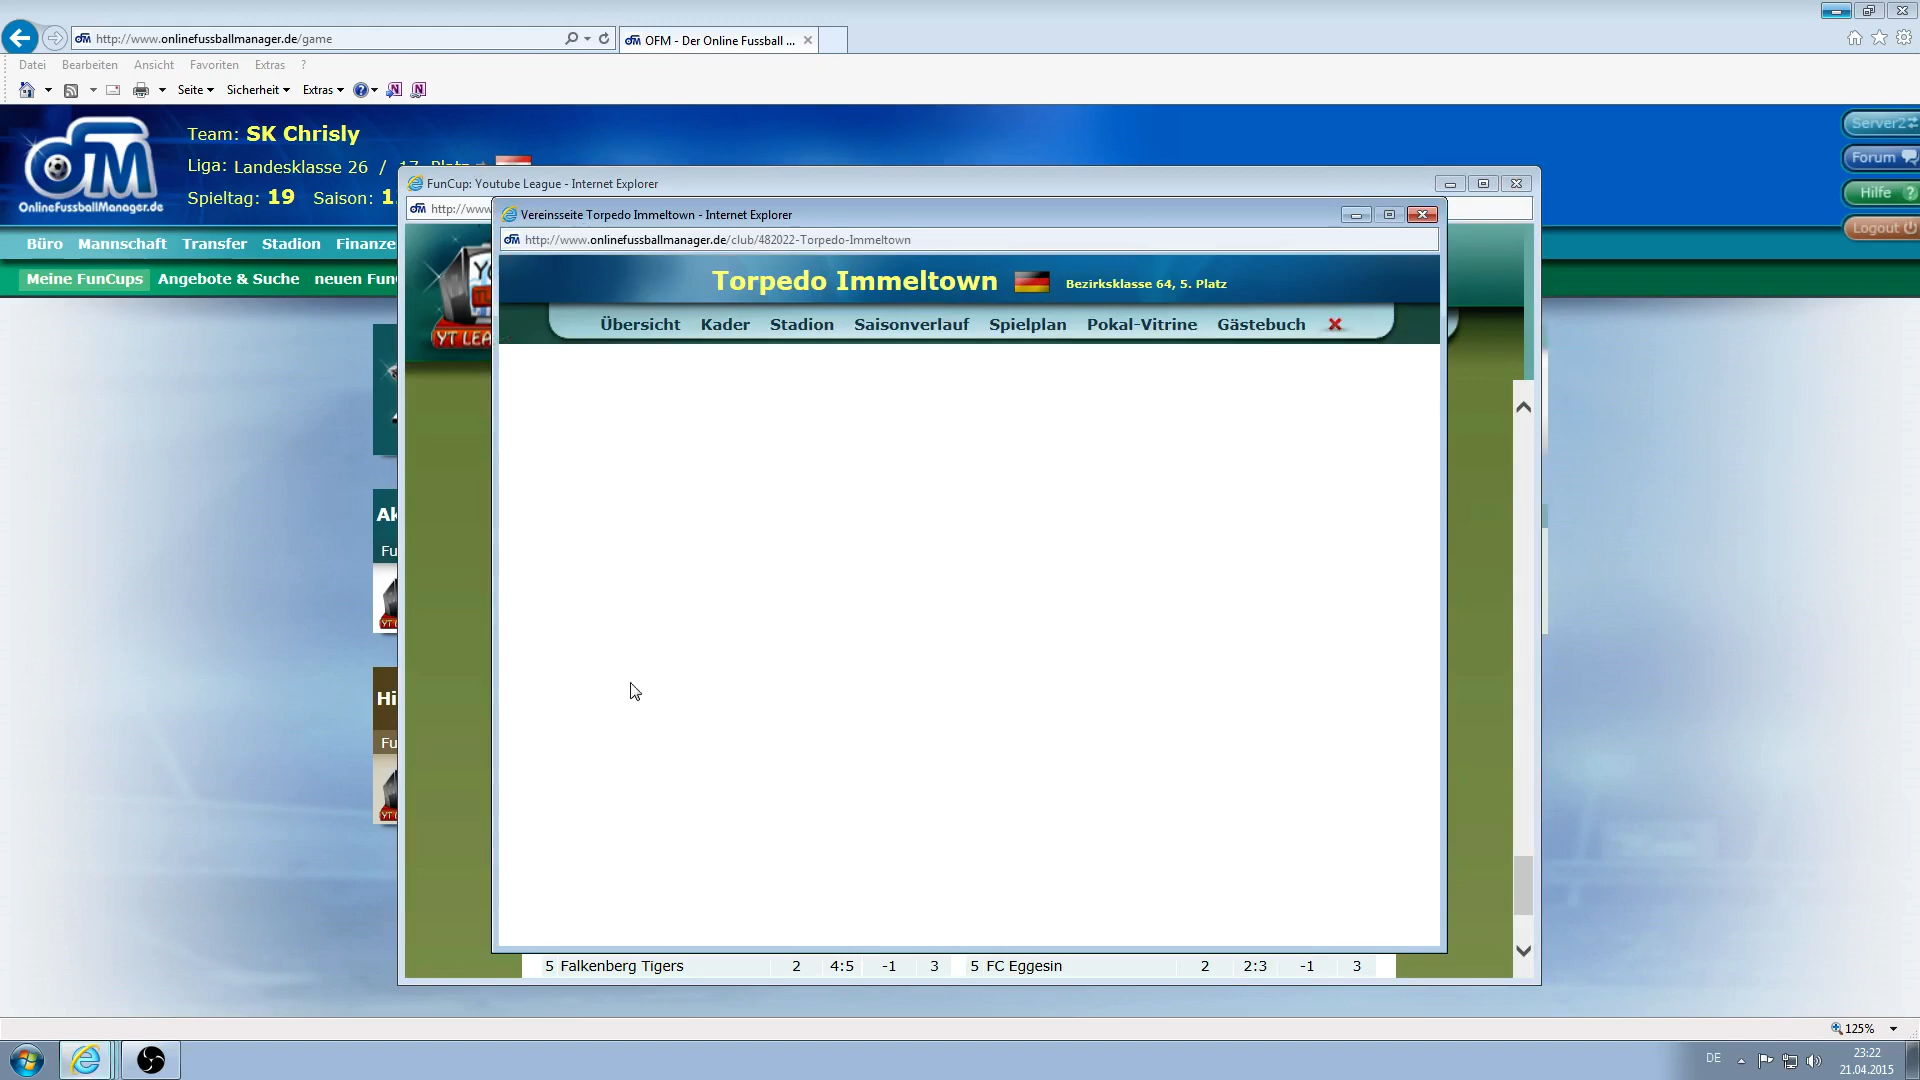 http://www.onlinefussballmanager.de/game
OFM - Der Online Fussball ...
Datei Bearbeiten Ansicht Favoriten Extras ?
Seite Sicherheit Extras
OFM
OnlineFussballManager.de
Team: SK Chrisly
Liga: Landesklasse 26 /
Spieltag: 19 Saison:
Server2
Forum
Hilfe ?
Logout
Büro Mannschaft Transfer Stadion
Meine FunCups Angebote & Suche neuen
FunCup: Youtube League - Internet Explorer
YT
Vereinsseite Torpedo Immeltown - Internet Explorer
http://www.onlinefussballmanager.de/club/482022-Torpedo-Immeltown
Torpedo Immeltown Bezirksklasse 64, 5. Platz
Übersicht Kader Stadion Saisonverlauf Spielplan Pokal-Vitrine Gästebuch
5 Falkenberg Tigers 2 4:5 -1 3 5 FC Eggesin 2 2:3 -1 3
125%
DE
23:22
21.04.2015